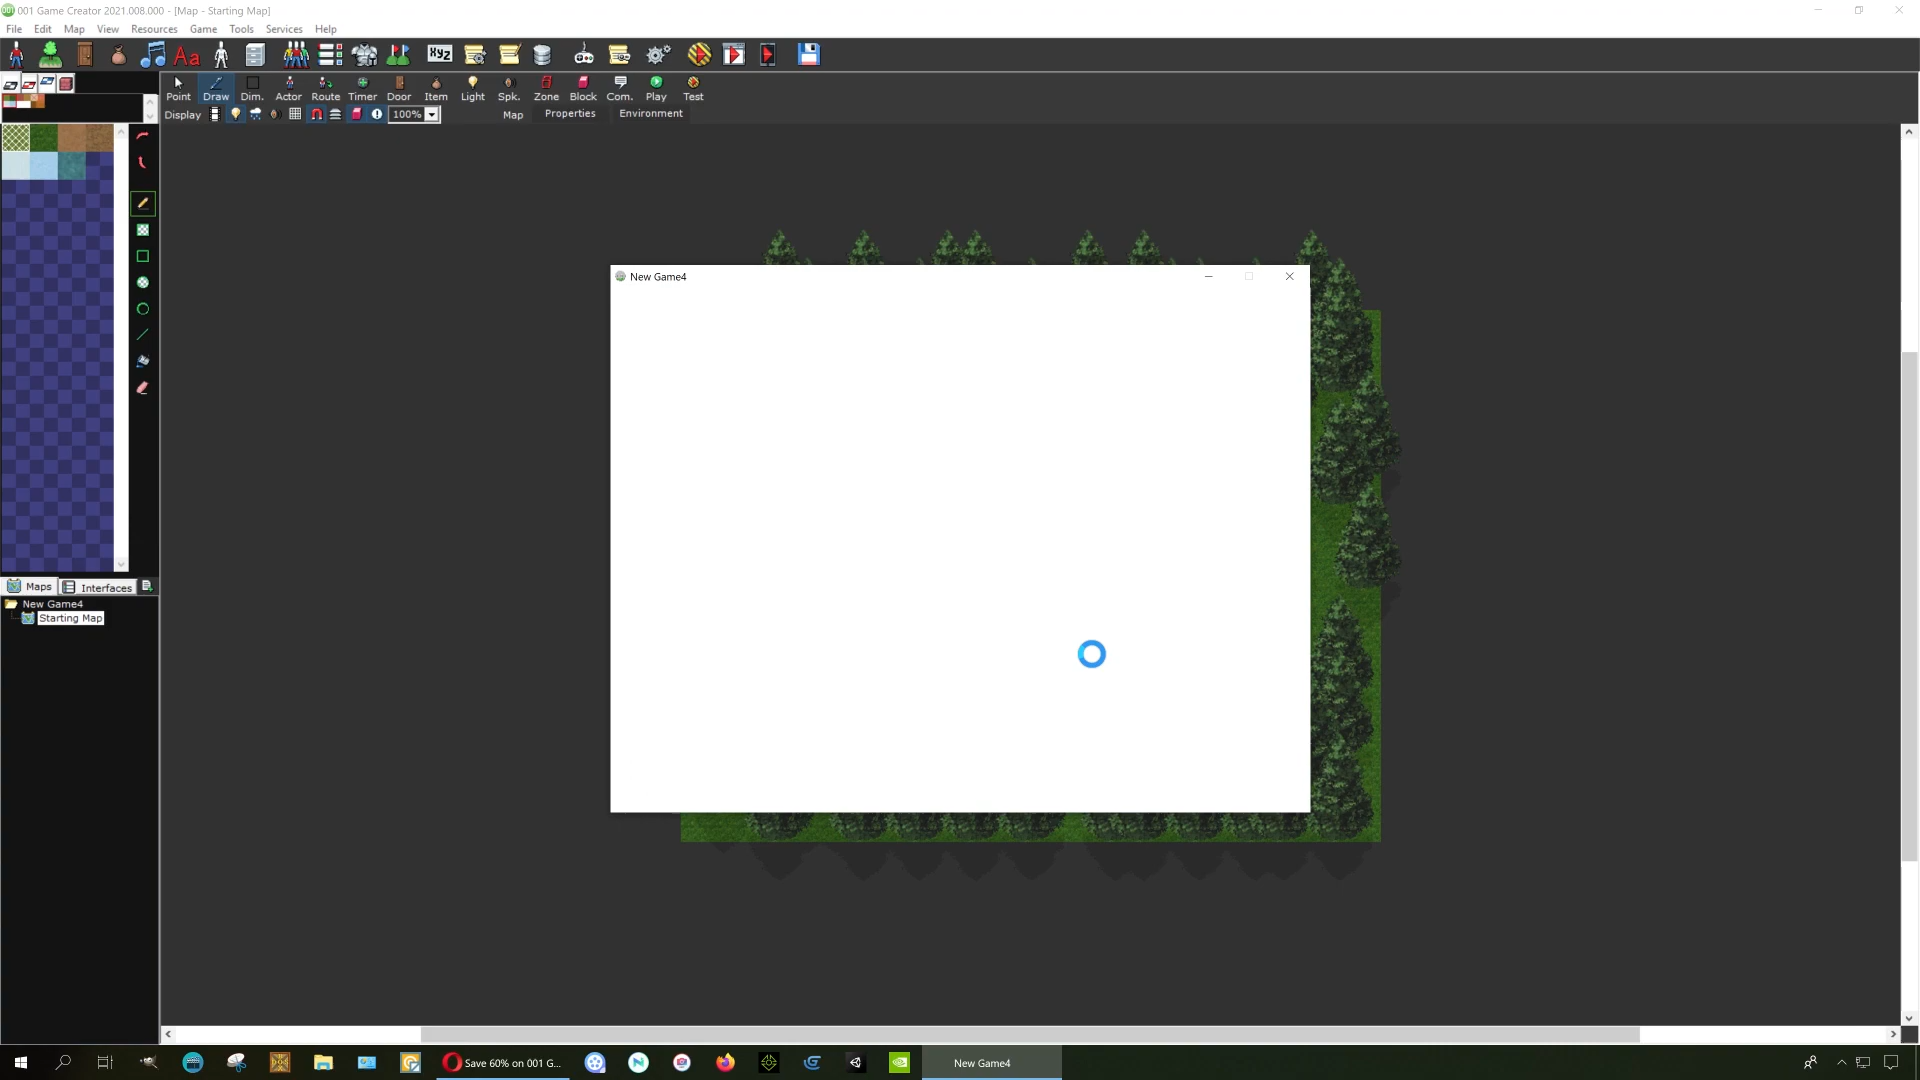 001 Game Creator 2021.008.000 - [Map - Starting Map]
File Edit Map View Resources Game Tools Services Help
Aa XYZ
Point Draw Dim. Actor Route Timer Door Item Light Spk. Zone Block Com. Play Test
Display 100% Map Properties Environment
New Game4
Maps Interfaces
New Game4
Starting Map
Save 60% on 001 G... New Game4